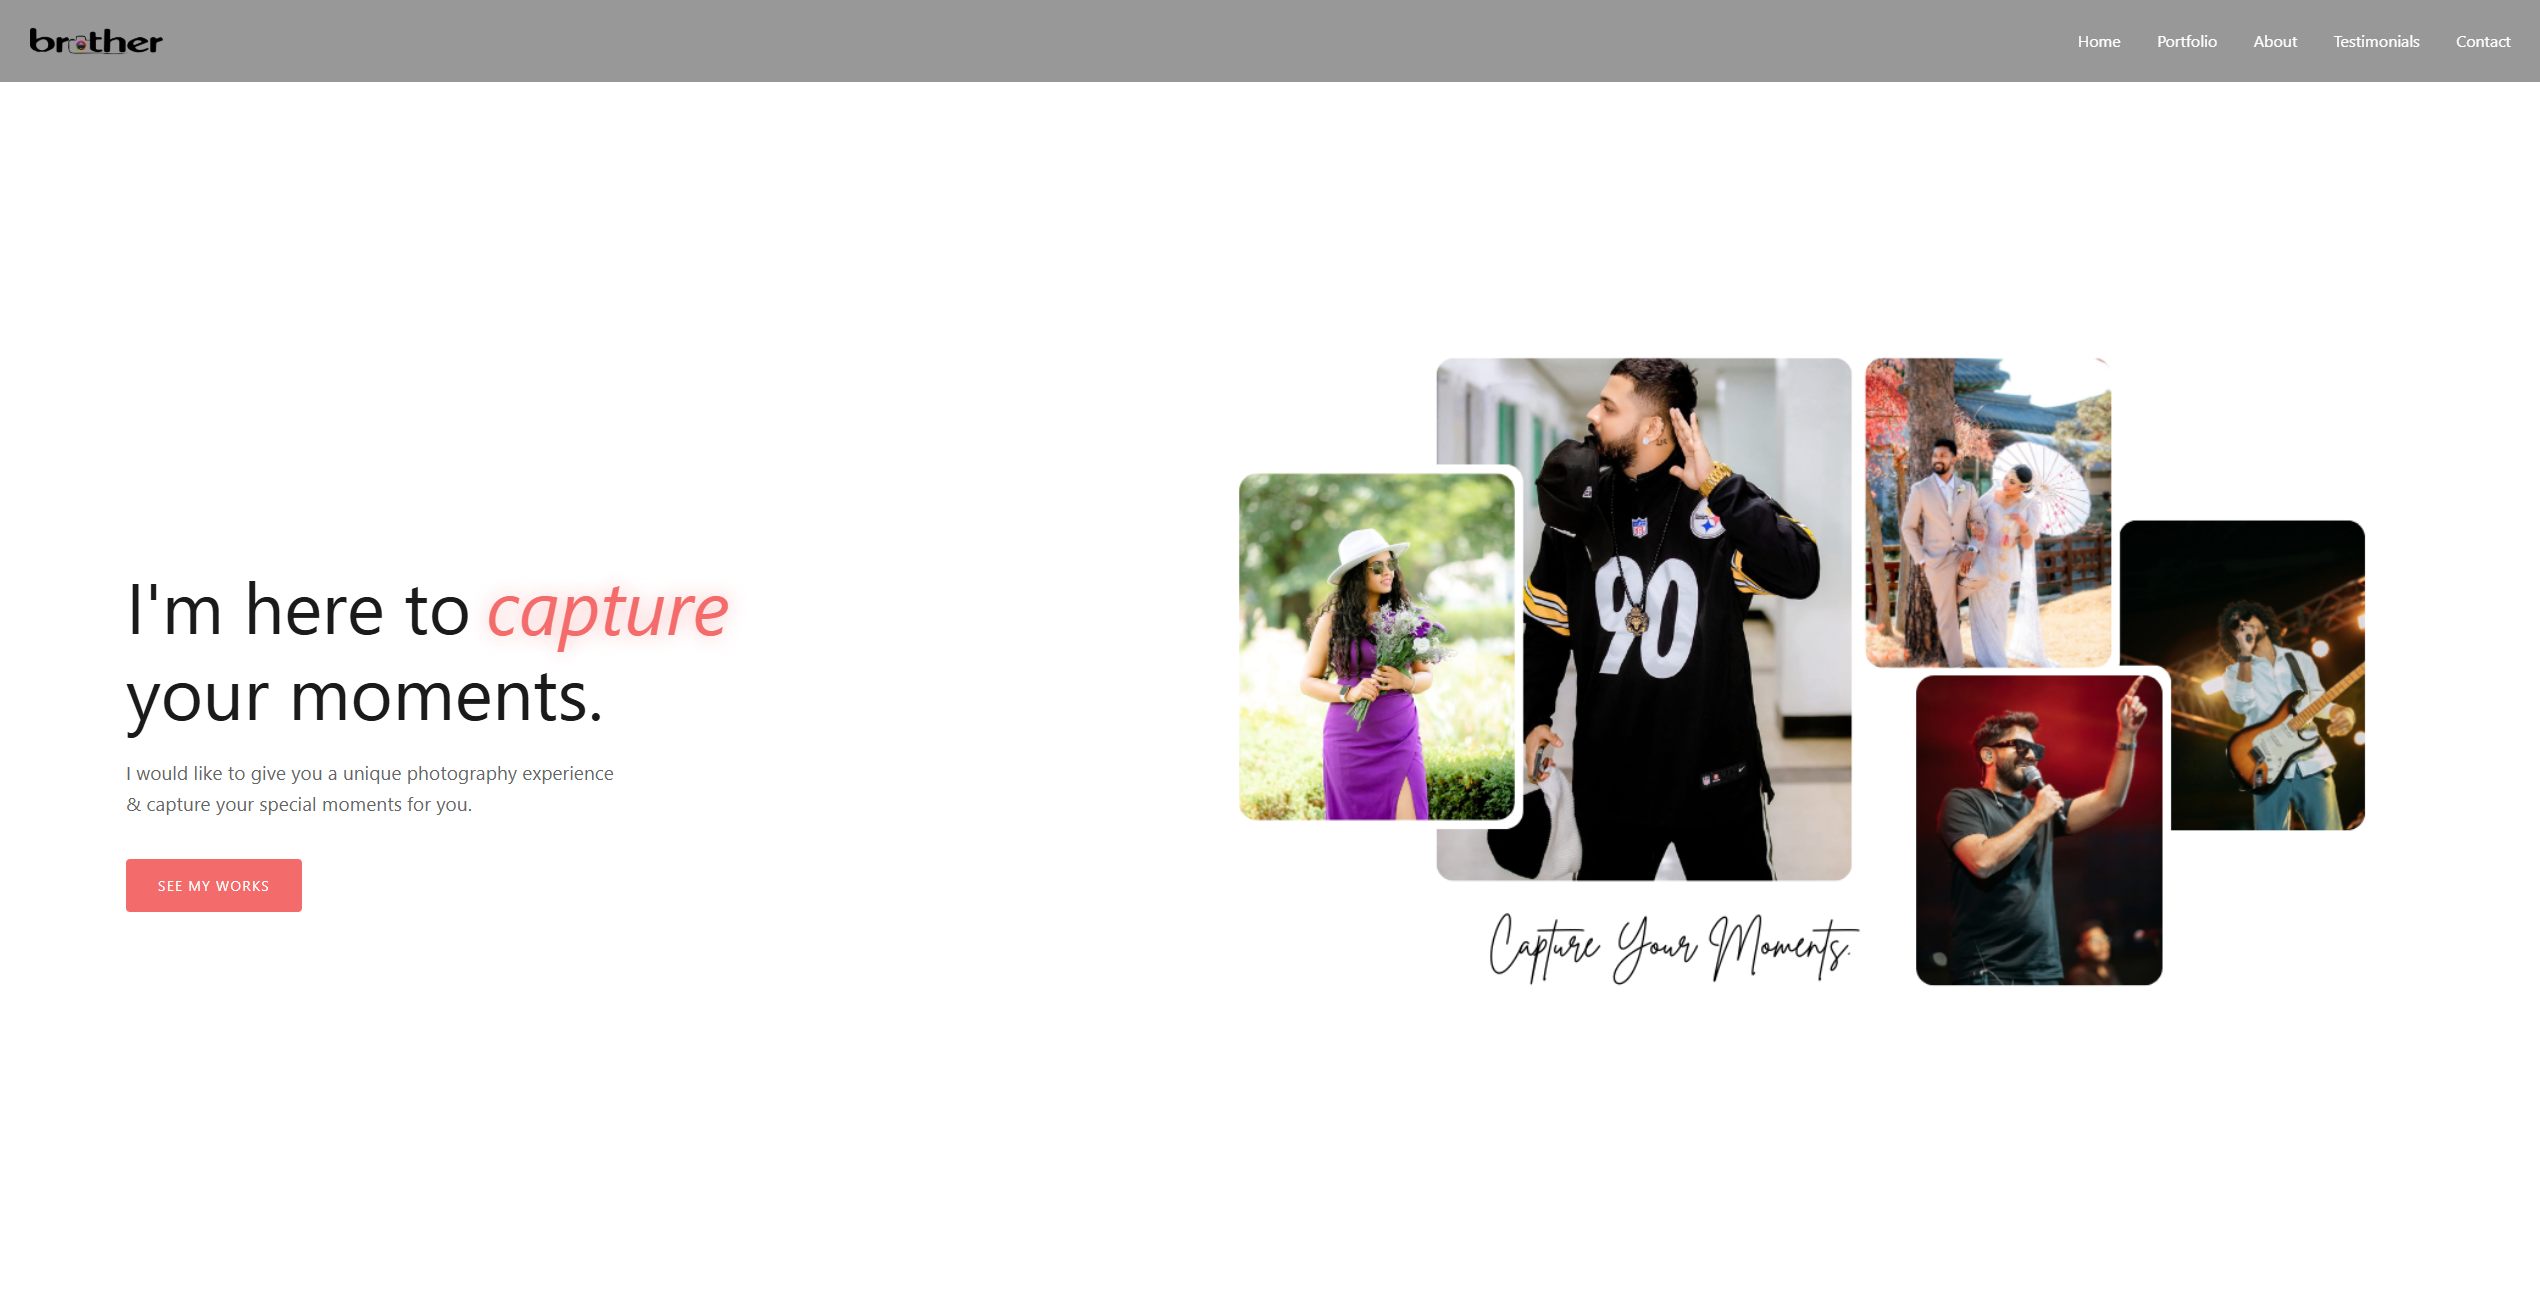 brother
Home Portfolio About Testimonials Contact
I'm here to capture
your moments.
I would like to give you a unique photography experience
& capture your special moments for you.
SEE MY WORKS
90
Capture Your Moments.